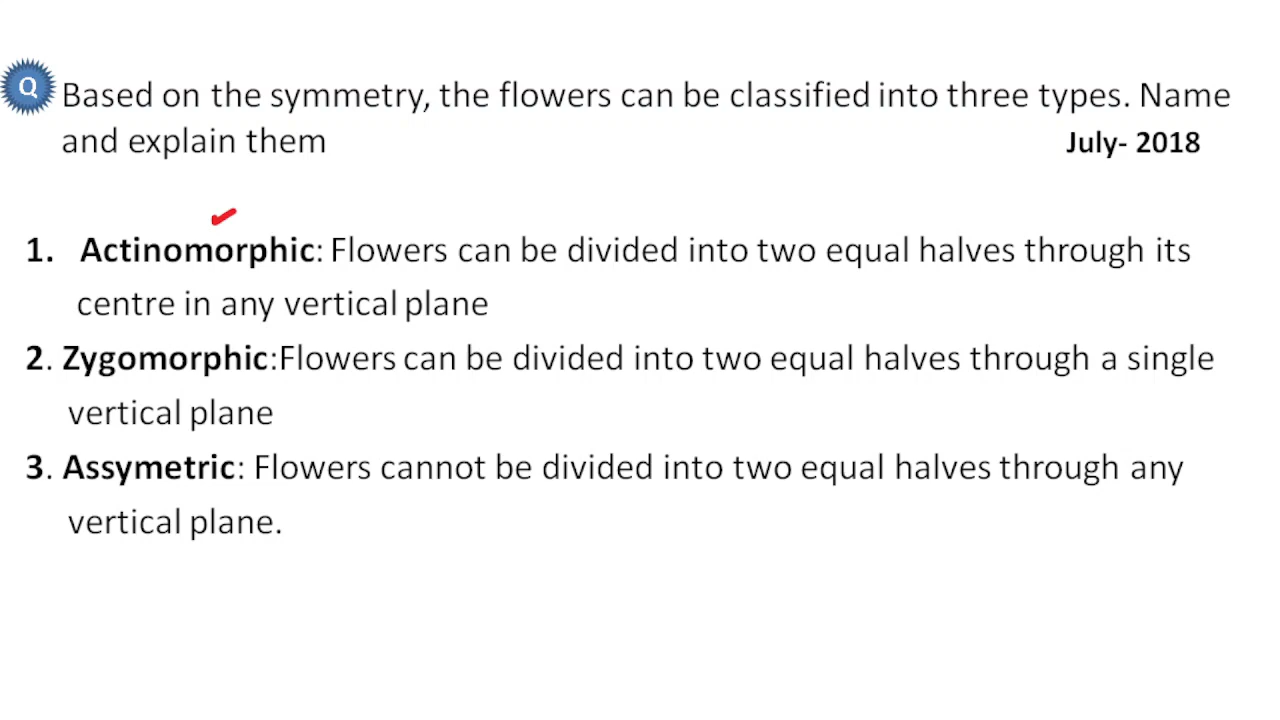 Q
Based on the symmetry, the flowers can be classified into three types. Name
and explain them July- 2018
1. Actinomorphic: Flowers can be divided into two equal halves through its
centre in any vertical plane
2. Zygomorphic:Flowers can be divided into two equal halves through a single
vertical plane
3. Assymetric: Flowers cannot be divided into two equal halves through any
vertical plane.